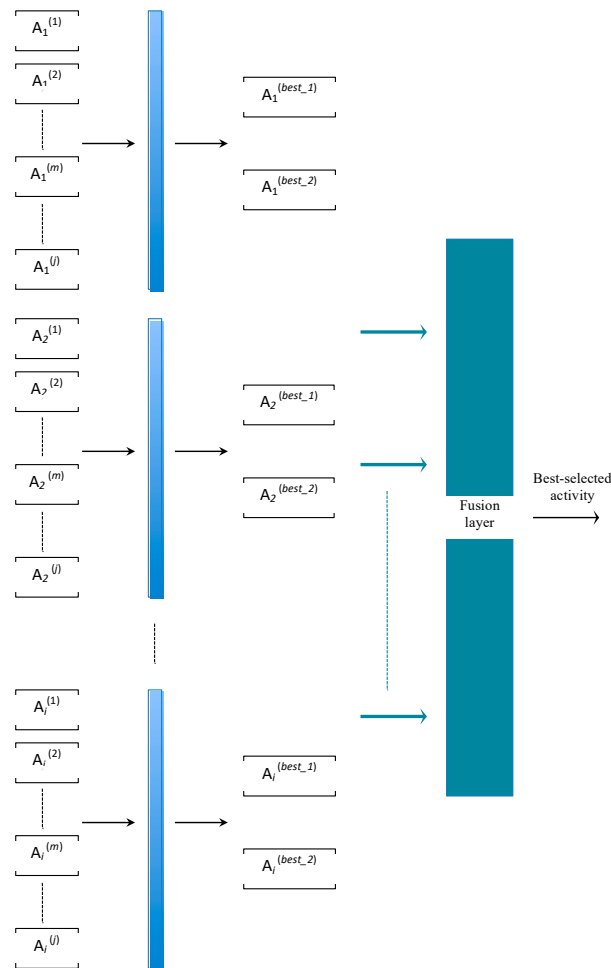 A₁⁽¹⁾
A₁⁽²⁾
A₁⁽ᵐ⁾
A₁⁽ʲ⁾
A₁⁽best_1⁾
A₁⁽best_2⁾
A₂⁽¹⁾
A₂⁽²⁾
A₂⁽ᵐ⁾
A₂⁽ʲ⁾
A₂⁽best_1⁾
A₂⁽best_2⁾
Aᵢ⁽¹⁾
Aᵢ⁽²⁾
Aᵢ⁽ᵐ⁾
Aᵢ⁽ʲ⁾
Aᵢ⁽best_1⁾
Aᵢ⁽best_2⁾
Fusion
layer
Best-selected
activity